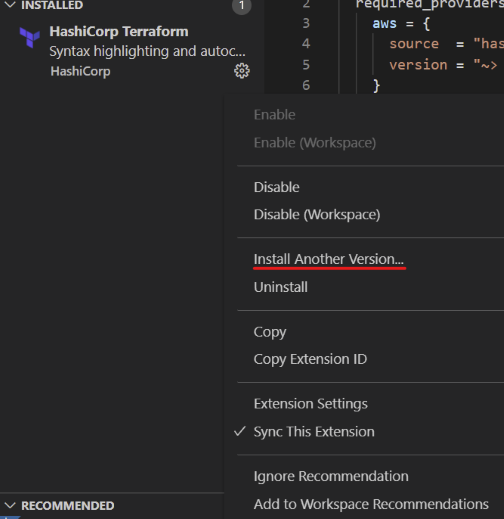 INSTALLED
1
HashiCorp Terraform
Syntax highlighting and autoc...
HashiCorp
2 required_providers
3 aws = {
4 source = "has
5 version = "~>
6 }
Enable
Enable (Workspace)
Disable
Disable (Workspace)
Install Another Version...
Uninstall
Copy
Copy Extension ID
Extension Settings
Sync This Extension
Ignore Recommendation
Add to Workspace Recommendations
RECOMMENDED